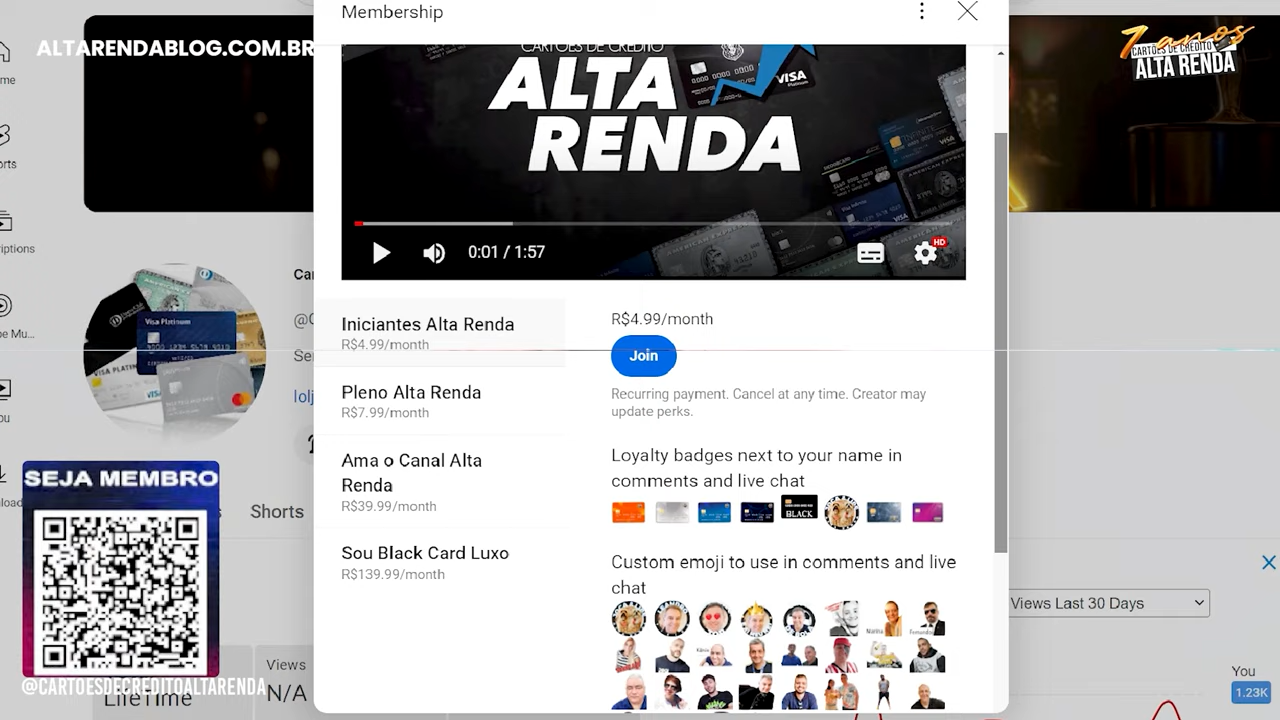 Membership
ALTARENDABLOG.COM.BR
7 anos
CARTÕES DE CRÉDITO
ALTA RENDA
CARTÕES DE CRÉDITO
ALTA
RENDA
VISA
Platinum
0:01 / 1:57
HD
Iniciantes Alta Renda
R$4.99/month
Pleno Alta Renda
R$7.99/month
Ama o Canal Alta
Renda
R$39.99/month
Sou Black Card Luxo
R$139.99/month
R$4.99/month
Join
Recurring payment. Cancel at any time. Creator may
update perks.
Loyalty badges next to your name in
comments and live chat
BLACK
Custom emoji to use in comments and live
chat
Visa Platinum
SEJA MEMBRO
@CARTOESDECREDITOALTARENDA
Shorts
Views
N/A
LifeTime
Views Last 30 Days
You
1.23K